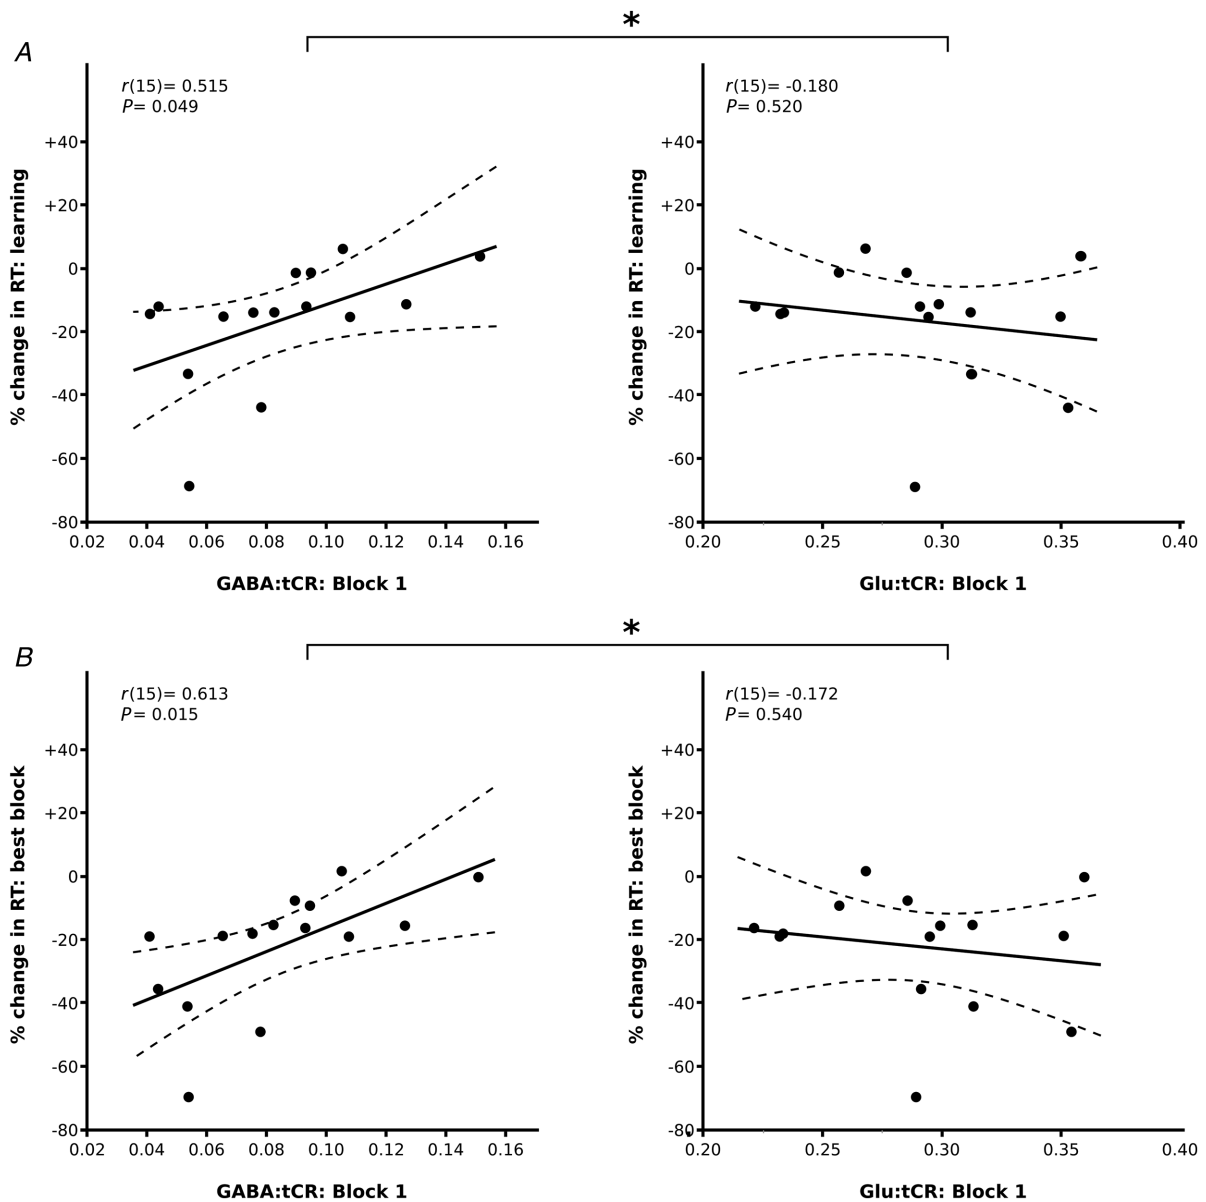 *
A
r(15)= 0.515
P= 0.049
+40
+20
0
-20
-40
-60
-80
0.02 0.04 0.06 0.08 0.10 0.12 0.14 0.16
% change in RT: learning
GABA:tCR: Block 1
r(15)= -0.180
P= 0.520
+40
+20
0
-20
-40
-60
-80
0.20 0.25 0.30 0.35 0.40
% change in RT: learning
Glu:tCR: Block 1
*
B
r(15)= 0.613
P= 0.015
+40
+20
0
-20
-40
-60
-80
0.02 0.04 0.06 0.08 0.10 0.12 0.14 0.16
% change in RT: best block
GABA:tCR: Block 1
r(15)= -0.172
P= 0.540
+40
+20
0
-20
-40
-60
-80
0.20 0.25 0.30 0.35 0.40
% change in RT: best block
Glu:tCR: Block 1